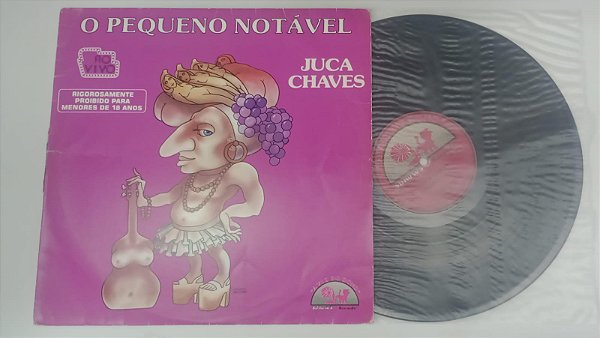 O PEQUENO NOTÁVEL
JUCA
CHAVES
AO
VIVO
RIGOROSAMENTE
PROIBIDO PARA
MENORES DE 18 ANOS